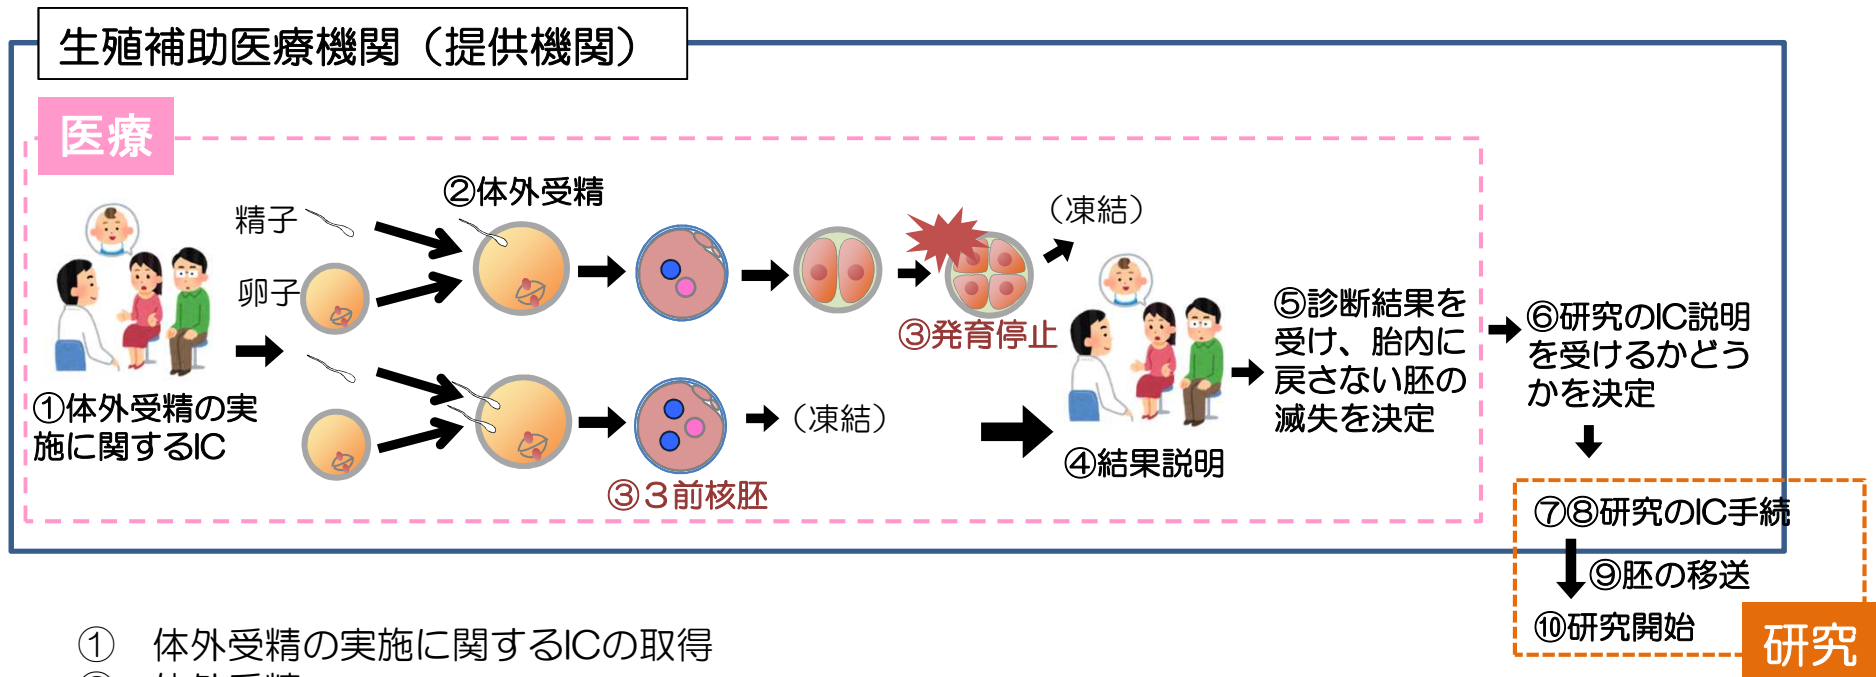 生殖補助医療機関（提供機関）
医療
②体外受精
精子
（凍結）
卵子
③発育停止
⑤診断結果を
受け、胎内に
戻さない胚の
滅失を決定
⑥研究のIC説明
を受けるかどう
かを決定
①体外受精の実
施に関するIC
（凍結）
④結果説明
③３前核胚
⑦⑧研究のIC手続
⑨胚の移送
⑩研究開始
研究
①　体外受精の実施に関するICの取得